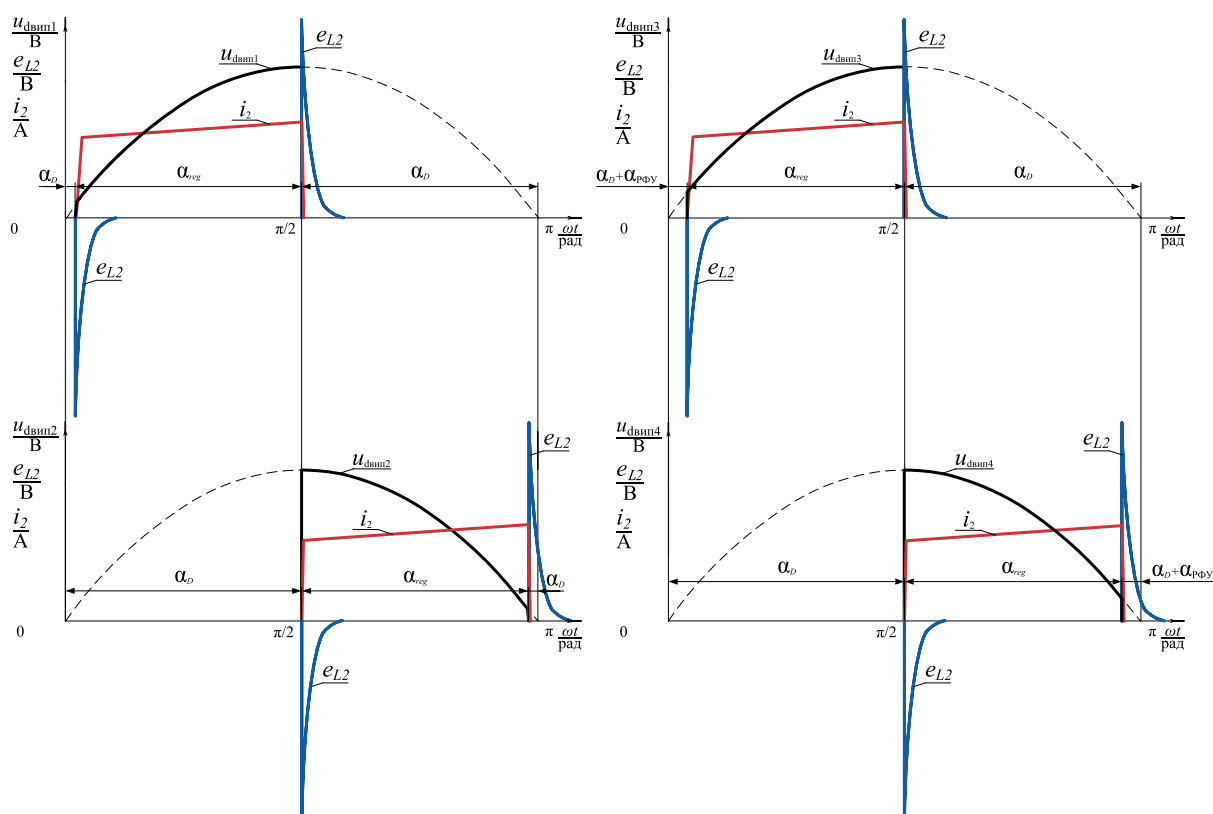 u_dвип1/В
e_L2/В
i_2/А
e_L2
u_dвип1
i_2
α_D
α_reg
α_D
0
π/2
π
ωt/рад
e_L2
u_dвип3/В
e_L2/В
i_2/А
e_L2
u_dвип3
i_2
α_D+α_РФУ
α_reg
α_D
0
π/2
π
ωt/рад
e_L2
u_dвип2/В
e_L2/В
i_2/А
e_L2
u_dвип2
i_2
α_D
α_reg
α_D
0
π/2
π
ωt/рад
e_L2
u_dвип4/В
e_L2/В
i_2/А
e_L2
u_dвип4
i_2
α_D
α_reg
α_D+α_РФУ
0
π/2
π
ωt/рад
e_L2